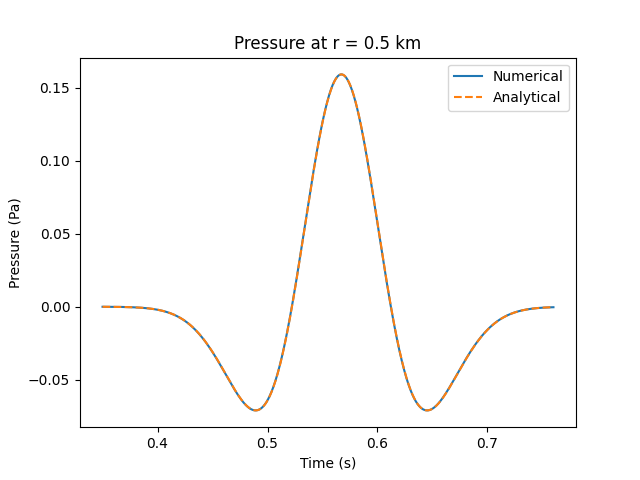 Pressure at r = 0.5 km
Numerical
Analytical
Pressure (Pa)
0.15
0.10
0.05
0.00
−0.05
0.4 0.5 0.6 0.7
Time (s)